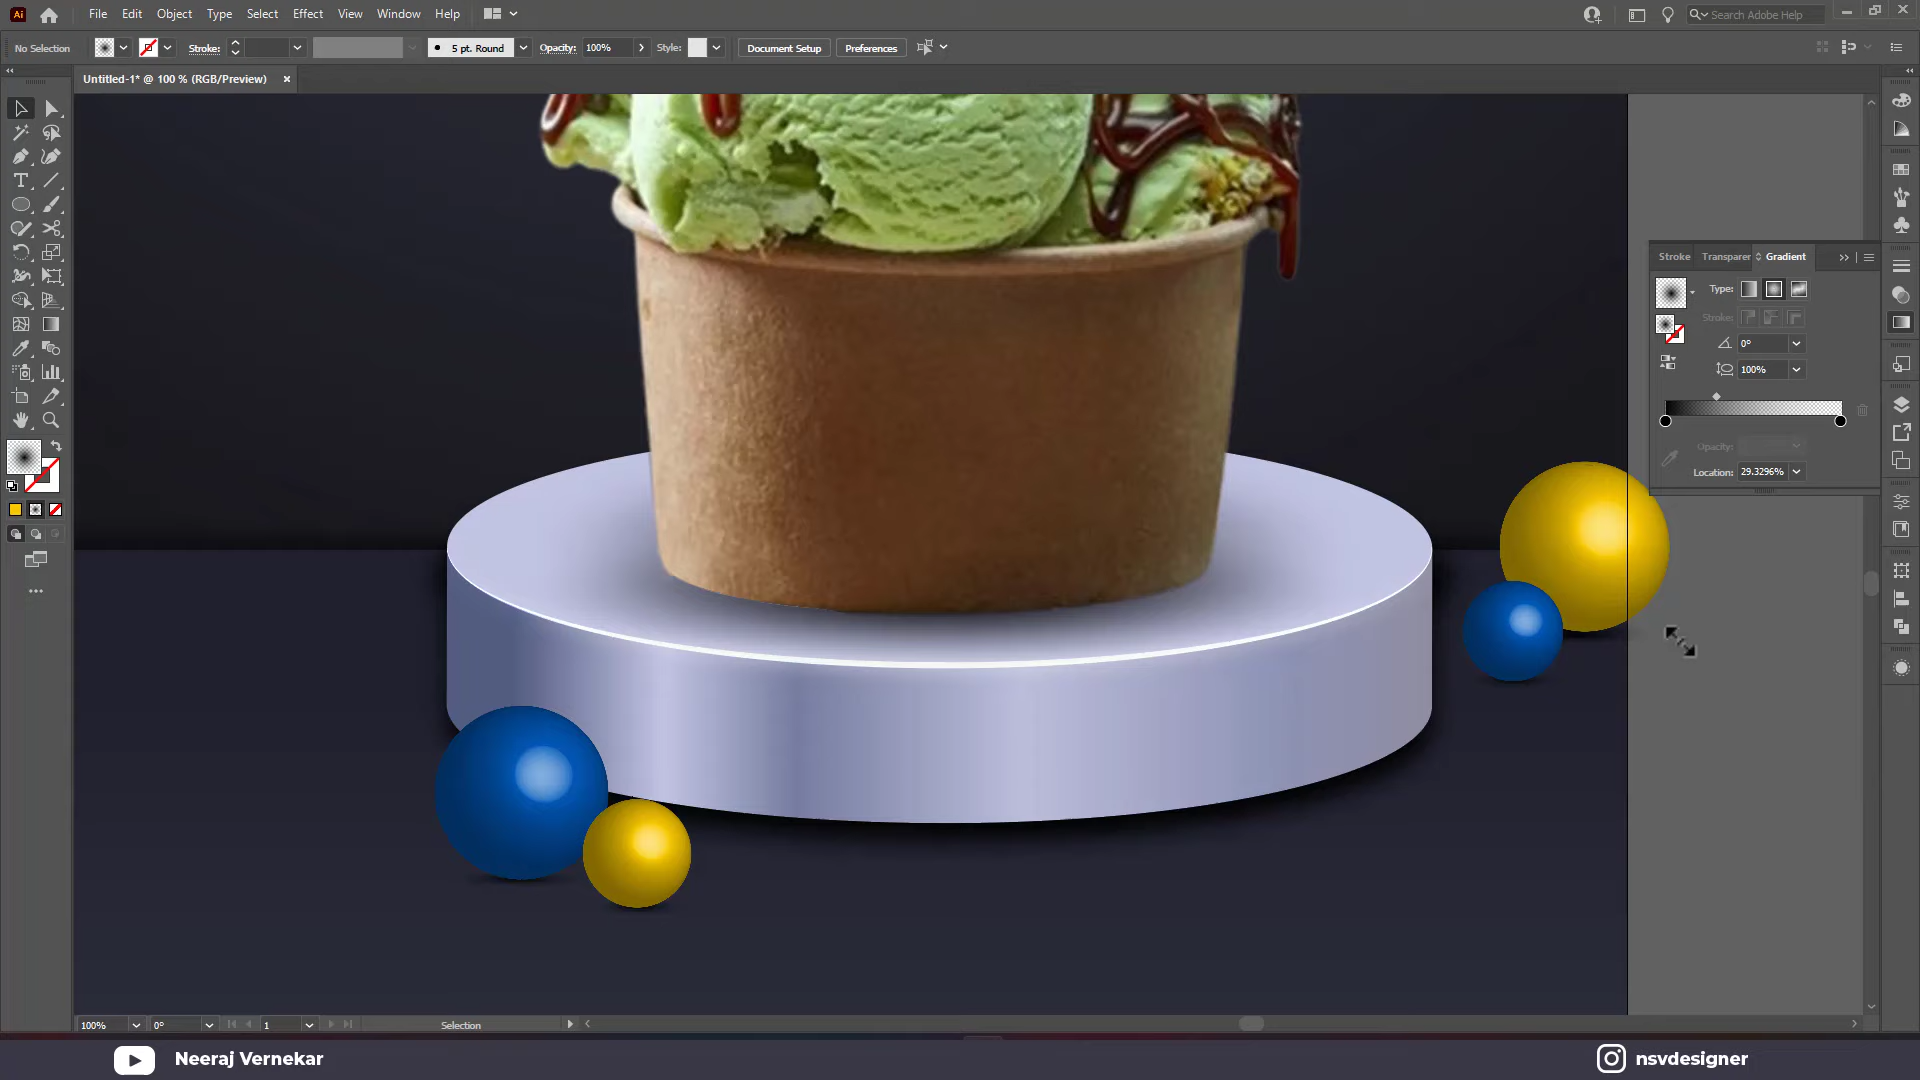 Ai File Edit Object Type Select Effect View Window Help Search Adobe Help
No Selection Stroke: 5 pt. Round Opacity: 100% Style: Document Setup Preferences
Untitled-1* @ 100 % (RGB/Preview)
Stroke Transparer Gradient
Type:
Stroke:
0°
100%
Opacity:
Location: 29.3296%
100% 0° 1 Selection
Neeraj Vernekar nsvdesigner